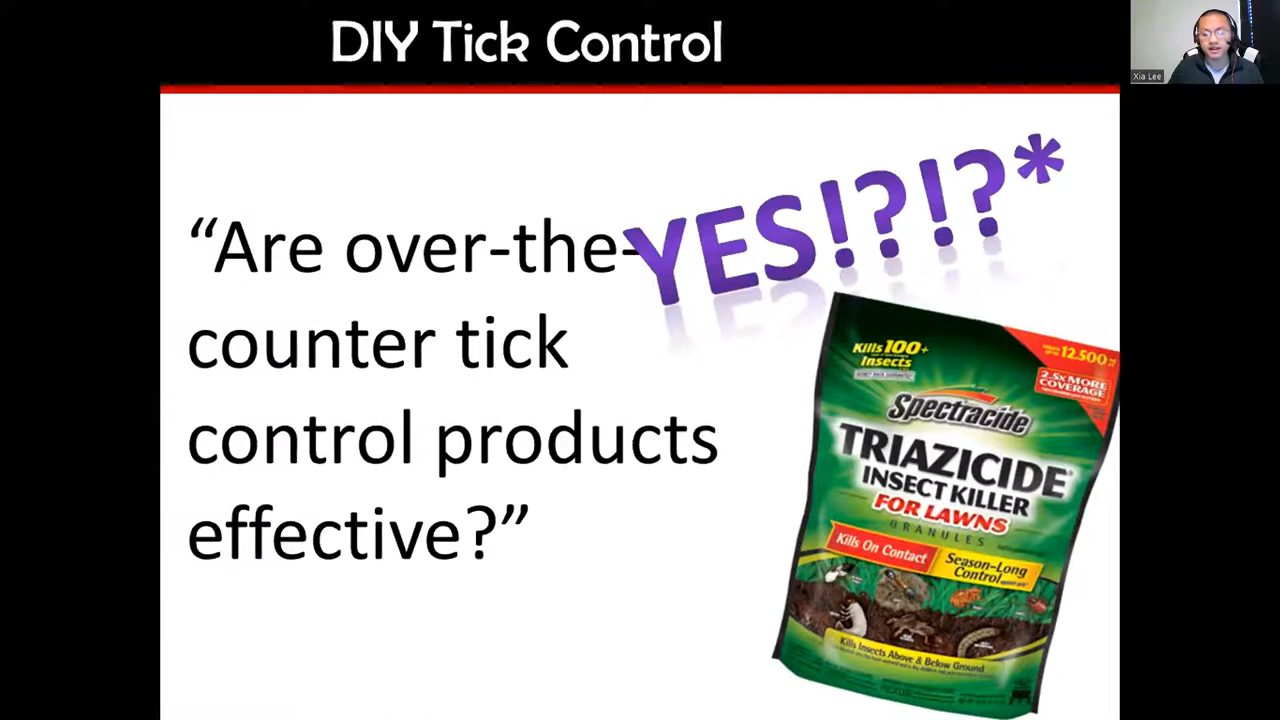 DIY Tick Control
Xia Lee
YES!?!?*
“Are over-the-
counter tick
control products
effective?”
Kills 100+
Insects
12,500
2.5x MORE
COVERAGE
Spectracide
TRIAZICIDE®
INSECT KILLER
FOR LAWNS
GRANULES
Kills On Contact
Season-Long
Control
Kills Insects Above & Below Ground